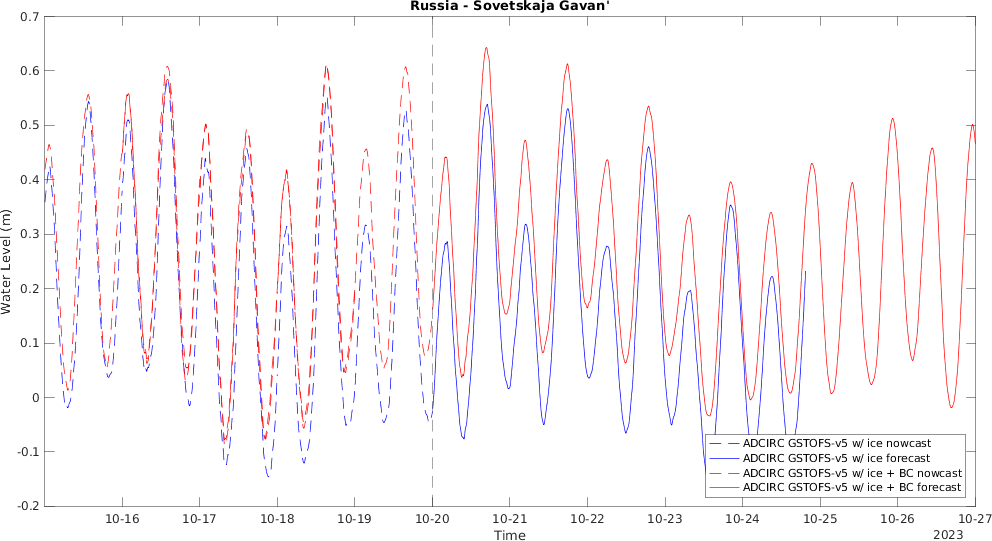 Russia - Sovetskaja Gavan'
0.7
0.6
0.5
0.4
0.3
0.2
0.1
0
-0.1
-0.2
Water Level (m)
ADCIRC GSTOFS-v5 w/ ice nowcast
ADCIRC GSTOFS-v5 w/ ice forecast
ADCIRC GSTOFS-v5 w/ ice + BC nowcast
ADCIRC GSTOFS-v5 w/ ice + BC forecast
10-16 10-17 10-18 10-19 10-20 10-21 10-22 10-23 10-24 10-25 10-26 10-27
Time
2023